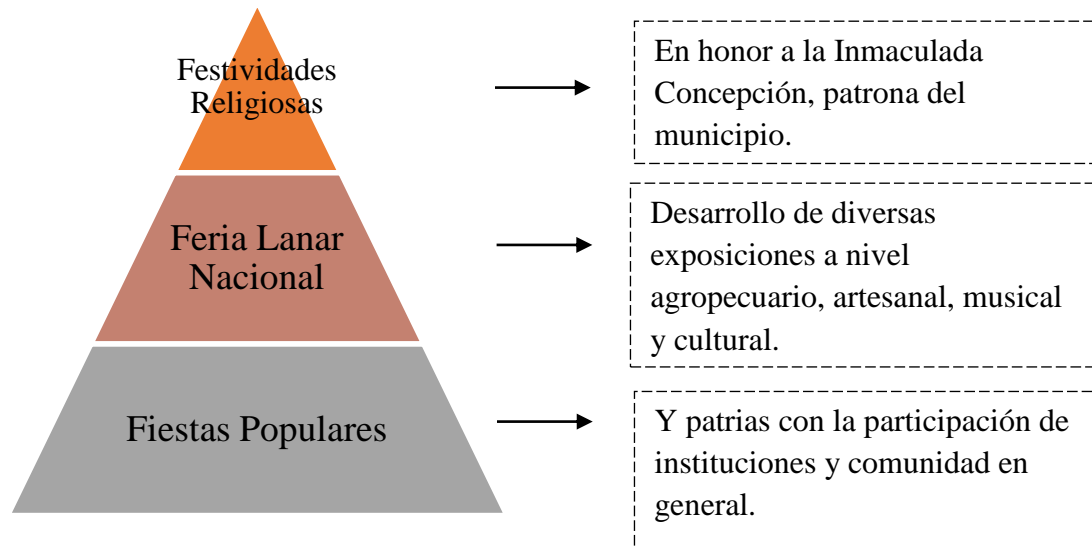 Festividades
Religiosas
En honor a la Inmaculada
Concepción, patrona del
municipio.
Feria Lanar
Nacional
Desarrollo de diversas
exposiciones a nivel
agropecuario, artesanal, musical
y cultural.
Fiestas Populares
Y patrias con la participación de
instituciones y comunidad en
general.